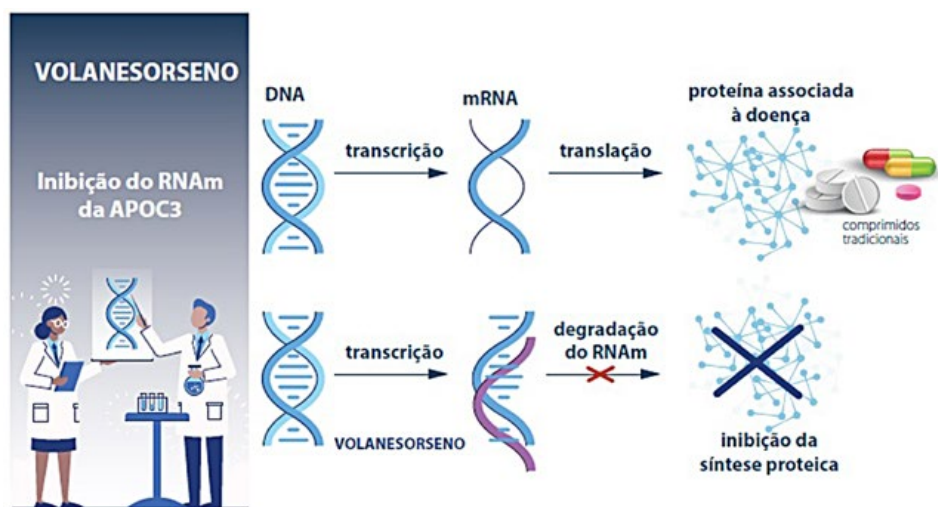 VOLANESORSENO
Inibição do RNAm
da APOC3
DNA
transcrição
mRNA
translação
proteína associada
à doença
comprimidos
tradicionais
transcrição
VOLANESORSENO
degradação
do RNAm
inibição da
síntese proteica